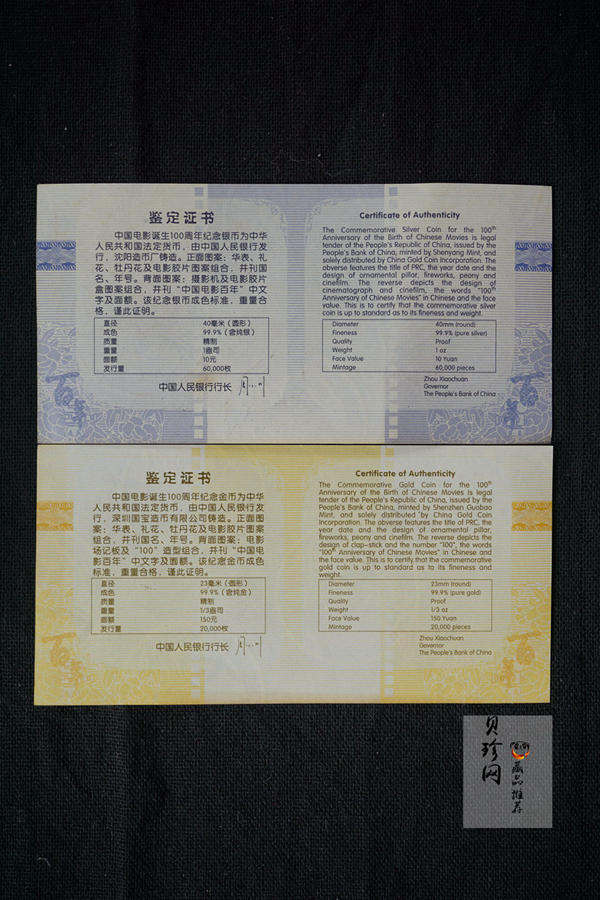 鉴定证书
中国电影诞生100周年纪念银币为中华
人民共和国法定货币，由中国人民银行发
行，沈阳造币厂铸造。正面图案：华表、礼
花、牡丹花及电影胶片图案组合，并刊国
名、年号。背面图案：摄影机及电影胶片
盒图案组合，并刊“中国电影百年”中文
字及面额。该纪念银币成色标准，重量合
格，谨此证明。
直径 40毫米（圆形）
成色 99.9%（含纯银）
质量 精制
重量 1盎司
面额 10元
发行量 60,000枚
中国人民银行行长
Certificate of Authenticity
The Commemorative Silver Coin for the 100th
Anniversary of the Birth of Chinese Movies is legal
tender of the People's Republic of China, issued by the
People's Bank of China, minted by Shenyang Mint, and
solely distributed by China Gold Coin Incorporation. The
obverse features the title of PRC, the year date and the
design of ornamental pillar, fireworks, peony and
cinefilm. The reverse depicts the design of
cinematograph and cinefilm, the words "100th
Anniversary of Chinese Movies" in Chinese and the face
value. This is to certify that the commemorative silver
coin is up to standard as to its fineness and weight.
Diameter 40mm (round)
Fineness 99.9% (pure silver)
Quality Proof
Weight 1 oz
Face Value 10 Yuan
Mintage 60,000 pieces
Zhou Xiaochuan
Governor
The People's Bank of China
百年
鉴定证书
中国电影诞生100周年纪念金币为中华
人民共和国法定货币，由中国人民银行发
行，深圳国宝造币有限公司铸造。正面图
案：华表、礼花、牡丹花及电影胶片图案
组合，并刊国名、年号。背面图案：电影
场记板及“100”造型组合，并刊“中国电
影百年”中文字及面额。该纪念金币成色
标准，重量合格，谨此证明。
直径 23毫米（圆形）
成色 99.9%（含纯金）
质量 精制
重量 1/3盎司
面额 150元
发行量 20,000枚
中国人民银行行长
Certificate of Authenticity
The Commemorative Gold Coin for the 100th
Anniversary of the Birth of Chinese Movies is legal
tender of the People's Republic of China, issued by the
People's Bank of China, minted by Shenzhen Guobao
Mint, and solely distributed by China Gold Coin
Incorporation. The obverse features the title of PRC, the
year date and the design of ornamental pillar,
fireworks, peony and cinefilm. The reverse depicts the
design of clap-stick and the number "100", the words
"100th Anniversary of Chinese Movies" in Chinese and
the face value. This is to certify that the commemorative
gold coin is up to standard as to its fineness and
weight.
Diameter 23mm (round)
Fineness 99.9% (pure gold)
Quality Proof
Weight 1/3 oz
Face Value 150 Yuan
Mintage 20,000 pieces
Zhou Xiaochuan
Governor
The People's Bank of China
百年
贝珍网
藏品推荐